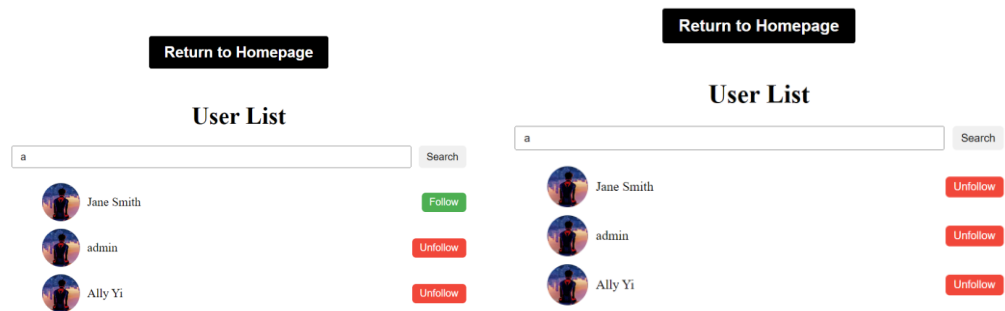 Return to Homepage
User List
a
Search
Jane Smith
Follow
admin
Unfollow
Ally Yi
Unfollow
Return to Homepage
User List
a
Search
Jane Smith
Unfollow
admin
Unfollow
Ally Yi
Unfollow